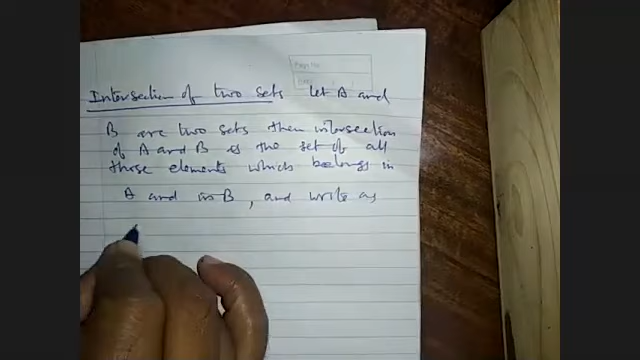 Intersection of two sets let A and
B are two sets then intersection
of A and B is the set of all
those elements which belongs in
A and in B, and write as